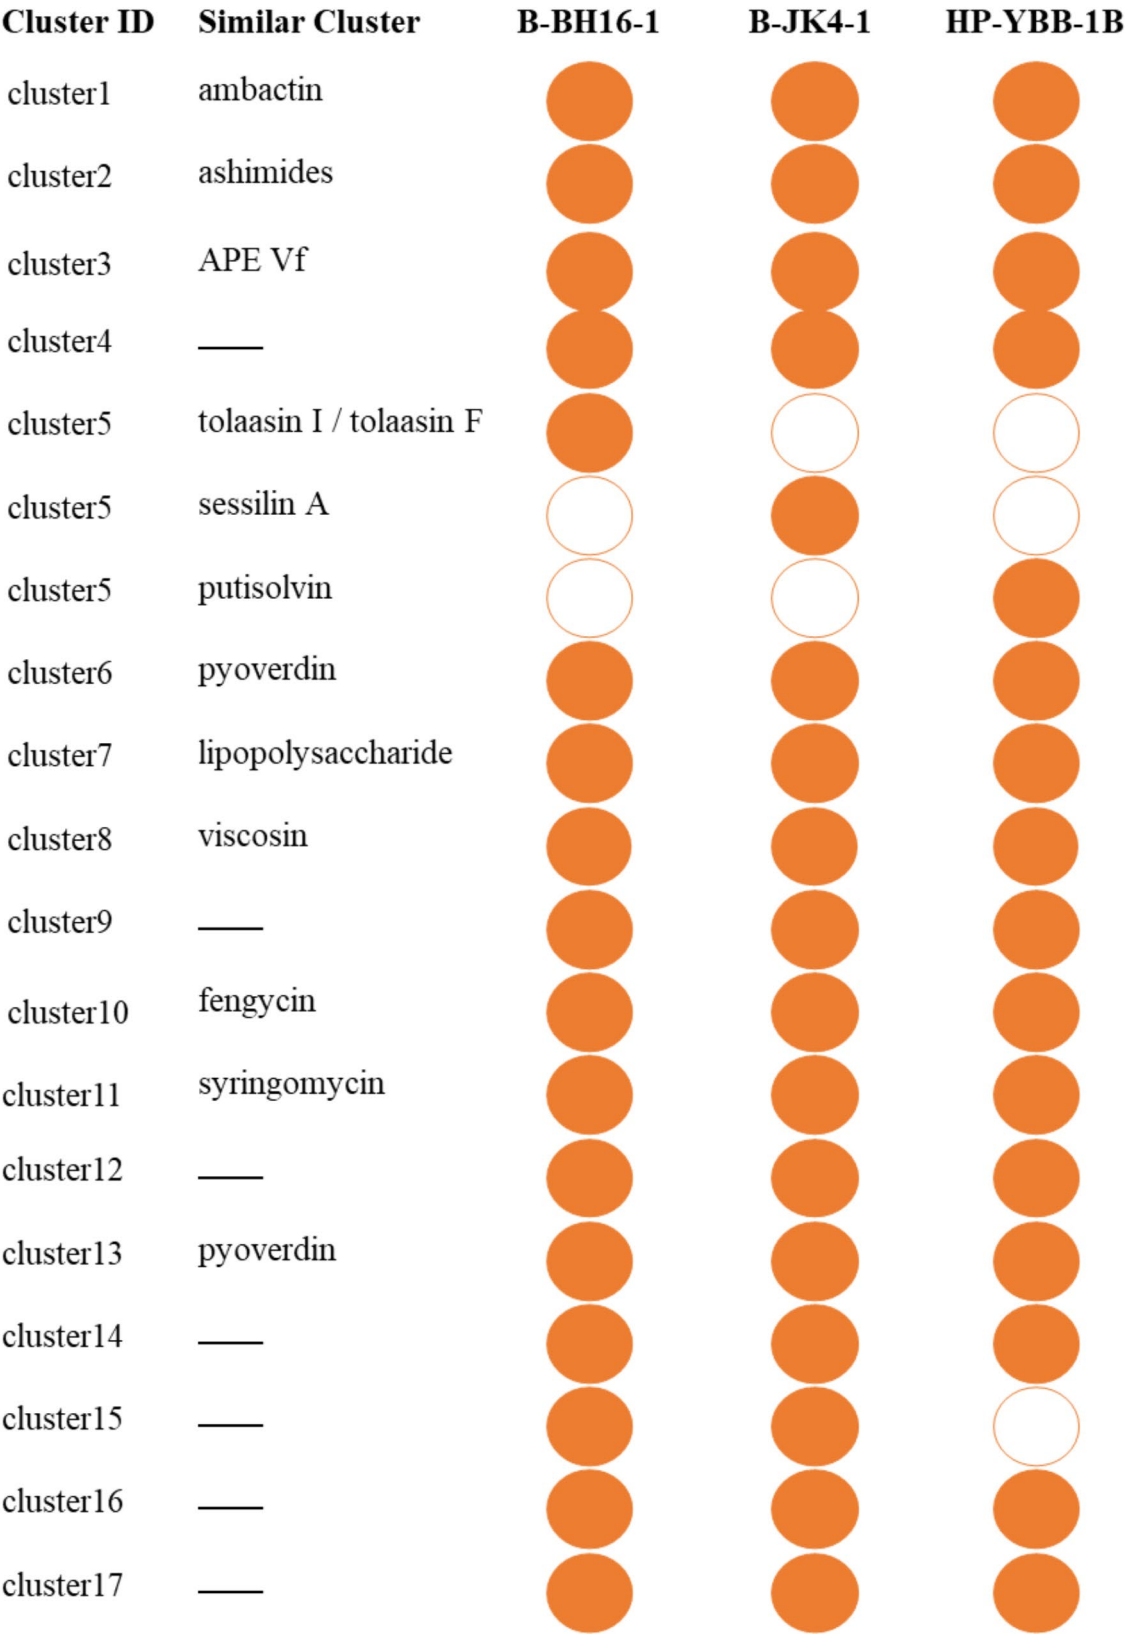 Cluster ID Similar Cluster B-BH16-1 B-JK4-1 HP-YBB-1B
cluster1 ambactin
cluster2 ashimides
cluster3 APE Vf
cluster4 ——
cluster5 tolaasin I / tolaasin F
cluster5 sessilin A
cluster5 putisolvin
cluster6 pyoverdin
cluster7 lipopolysaccharide
cluster8 viscosin
cluster9 ——
cluster10 fengycin
cluster11 syringomycin
cluster12 ——
cluster13 pyoverdin
cluster14 ——
cluster15 ——
cluster16 ——
cluster17 ——